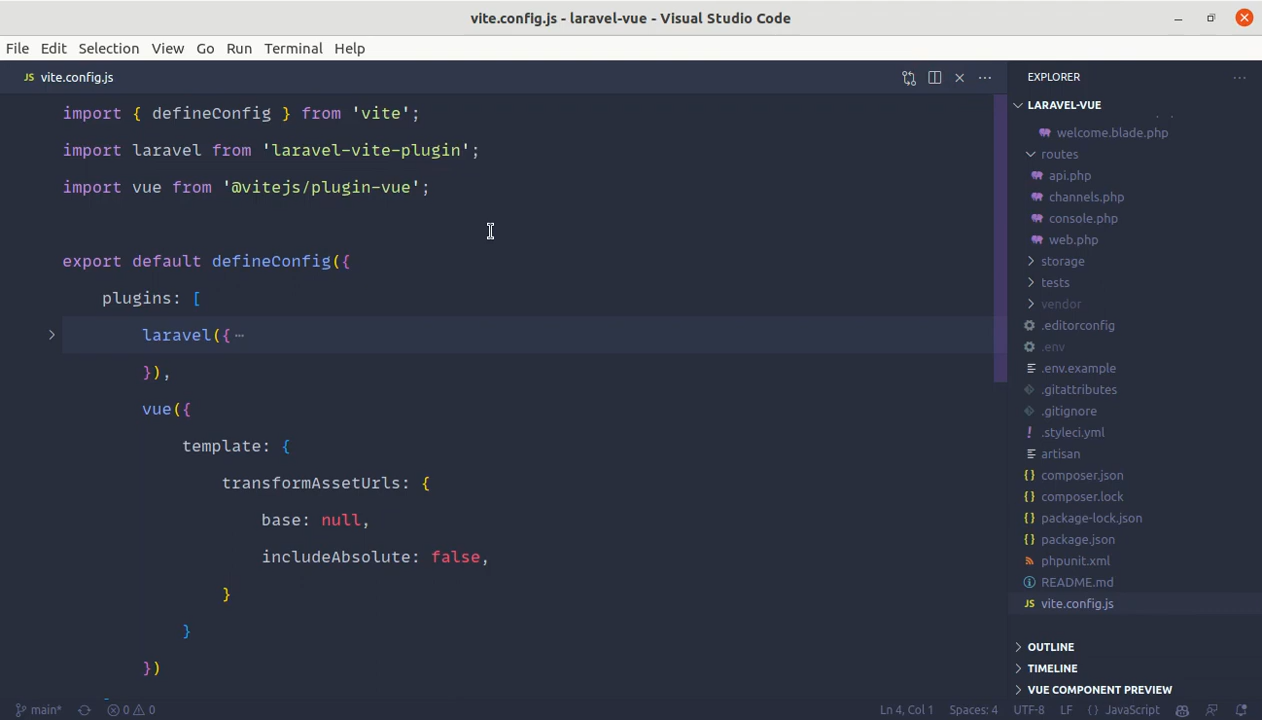 vite.config.js - laravel-vue - Visual Studio Code
File Edit Selection View Go Run Terminal Help
JS vite.config.js
import { defineConfig } from 'vite';
import laravel from 'laravel-vite-plugin';
import vue from '@vitejs/plugin-vue';
export default defineConfig({
plugins: [
laravel({ ⋯
}),
vue({
template: {
transformAssetUrls: {
base: null,
includeAbsolute: false,
}
}
})
EXPLORER
LARAVEL-VUE
welcome.blade.php
routes
api.php
channels.php
console.php
web.php
storage
tests
vendor
.editorconfig
.env
.env.example
.gitattributes
.gitignore
! .styleci.yml
artisan
{} composer.json
{} composer.lock
{} package-lock.json
{} package.json
phpunit.xml
README.md
JS vite.config.js
OUTLINE
TIMELINE
VUE COMPONENT PREVIEW
main* 0 0 Ln 4, Col 1 Spaces: 4 UTF-8 LF {} JavaScript